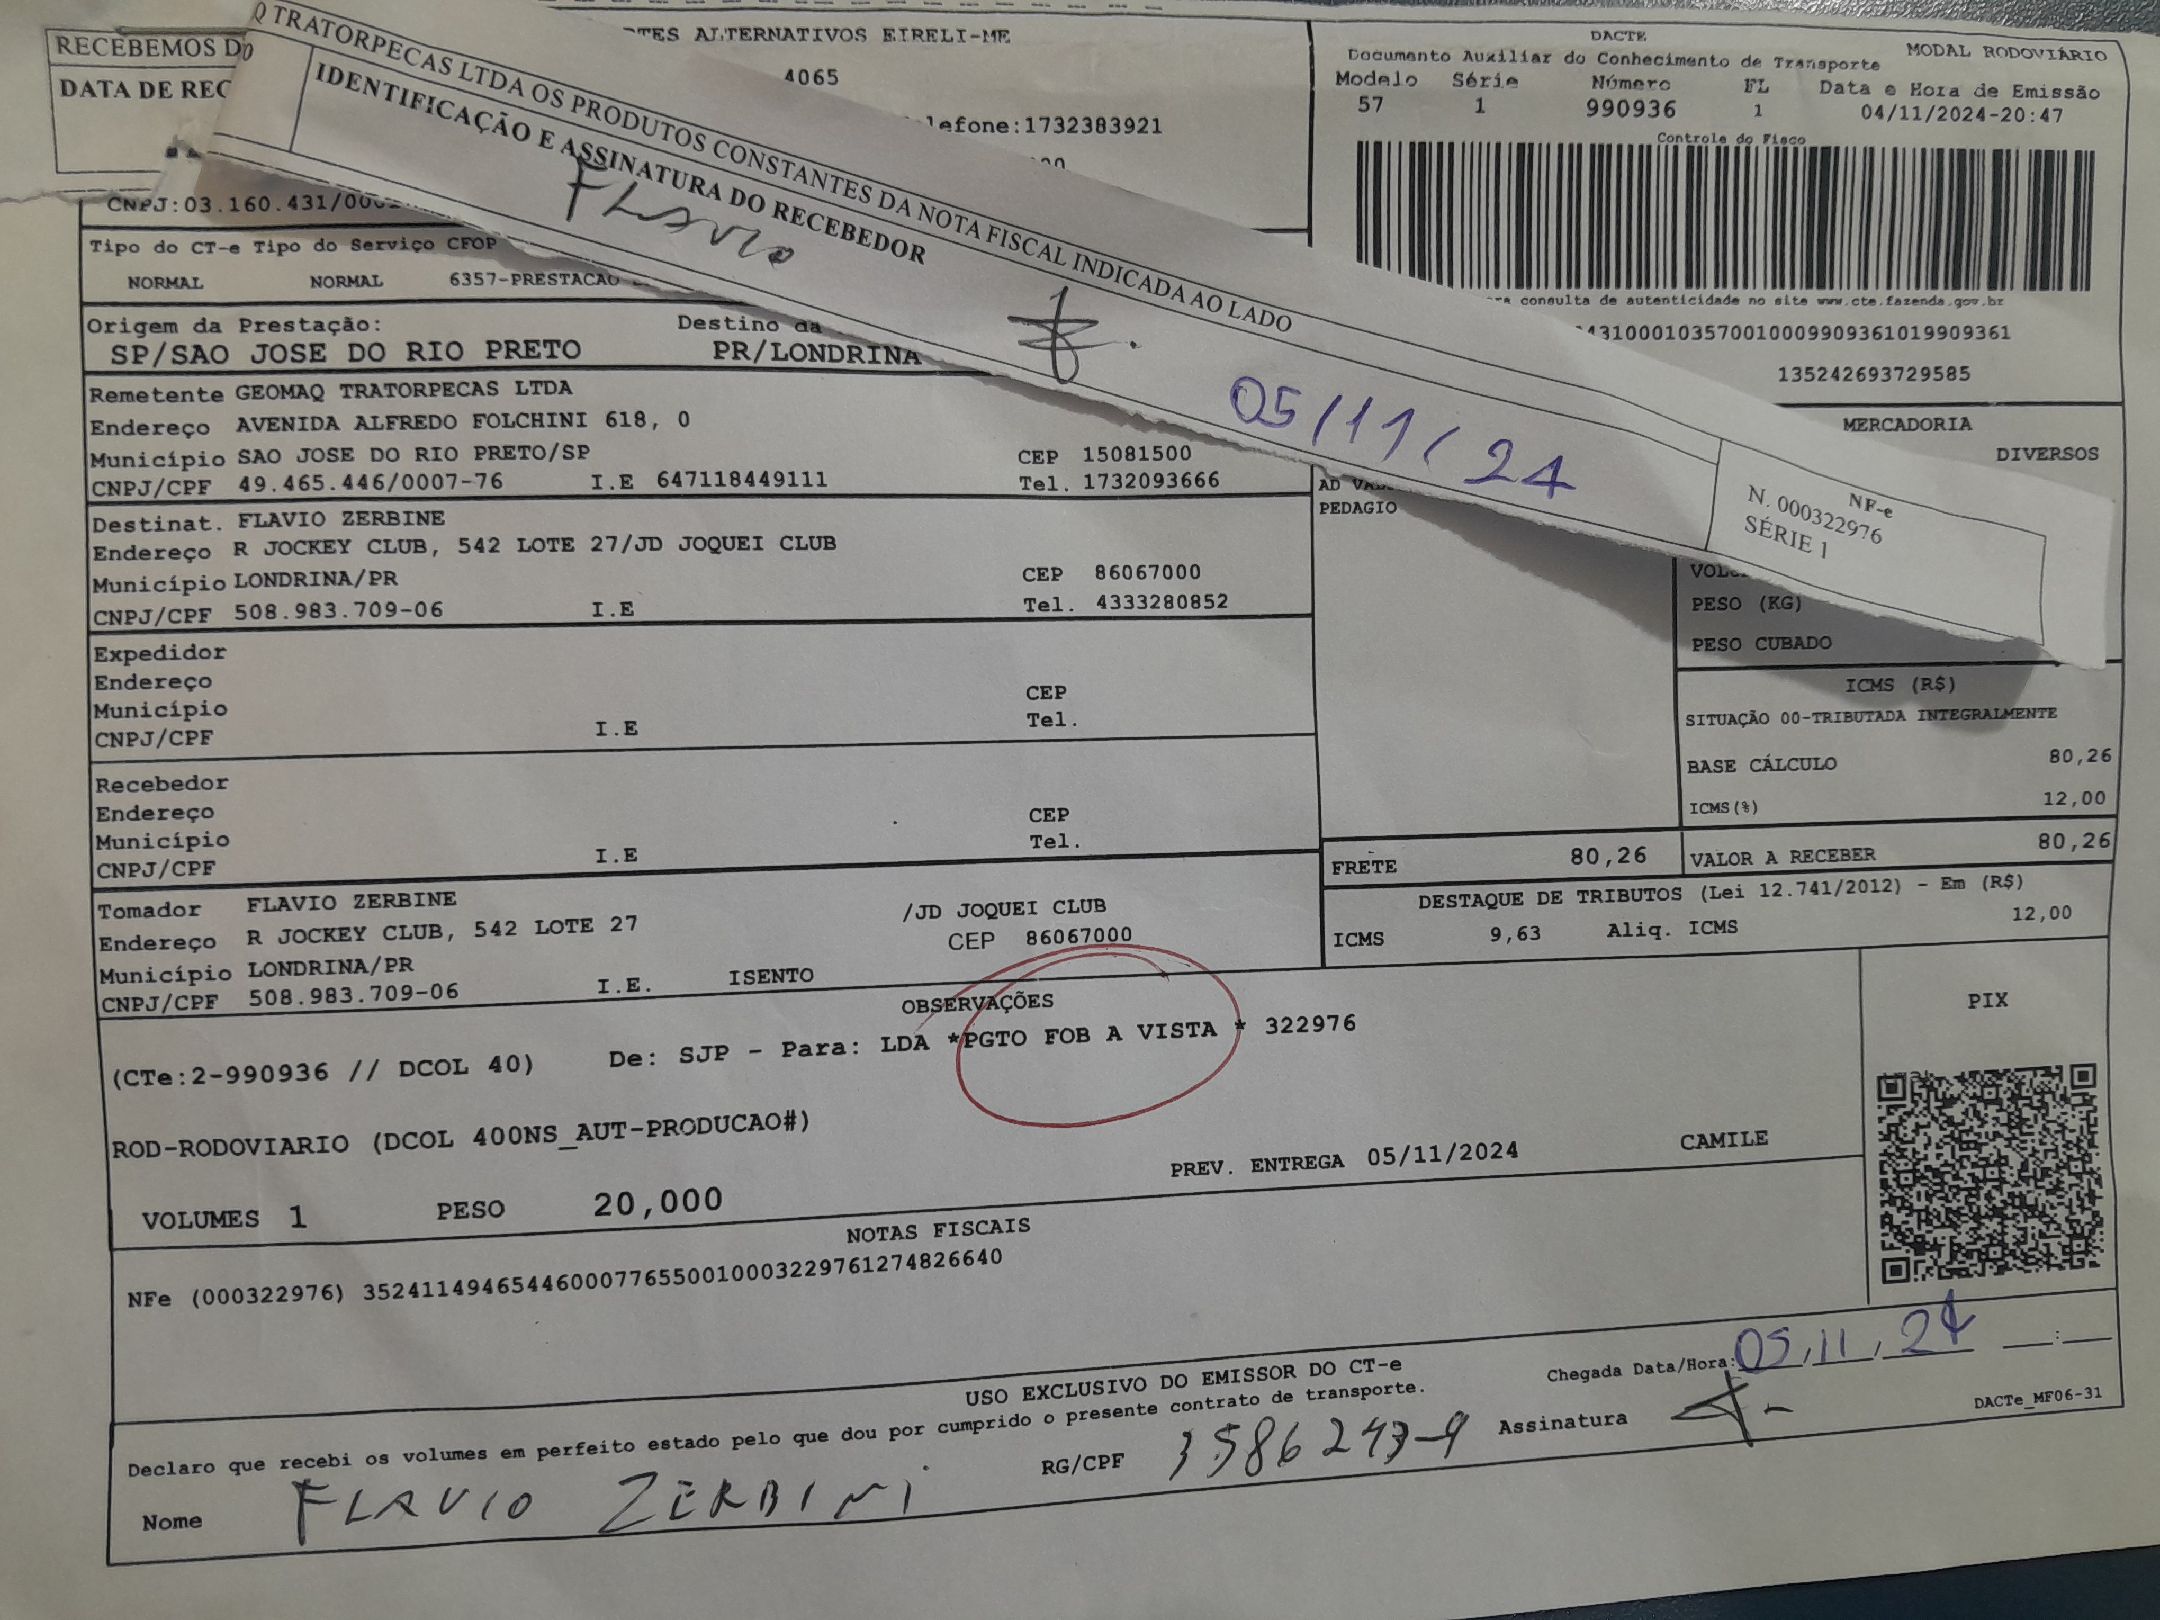 RECEBEMOS DO
DATA DE REC
Q TRATORPECAS LTDA OS PRODUTOS CONSTANTES DA NOTA FISCAL INDICADA AO LADO
IDENTIFICAÇÃO E ASSINATURA DO RECEBEDOR
FLAVIO
05/11/24
NF-e
N. 000322976
SÉRIE 1
TES ALTERNATIVOS EIRELI-ME
4065
lefone:1732383921
CNPJ:03.160.431/000
DACTE
Documento Auxiliar do Conhecimento de Transporte
MODAL RODOVIÁRIO
Modelo Série Número FL Data e Hora de Emissão
57 1 990936 1 04/11/2024-20:47
Controle do Fisco
consulta de autenticidade no site www.cte.fazenda.gov.br
431000103570010009909361019909361
135242693729585
Tipo do CT-e Tipo do Serviço CFOP
NORMAL NORMAL 6357-PRESTACAO
Origem da Prestação: Destino da
SP/SAO JOSE DO RIO PRETO PR/LONDRINA
Remetente GEOMAQ TRATORPECAS LTDA
Endereço AVENIDA ALFREDO FOLCHINI 618, 0
Município SAO JOSE DO RIO PRETO/SP CEP 15081500
CNPJ/CPF 49.465.446/0007-76 I.E 647118449111 Tel. 1732093666
Destinat. FLAVIO ZERBINE
Endereço R JOCKEY CLUB, 542 LOTE 27/JD JOQUEI CLUB
Município LONDRINA/PR CEP 86067000
CNPJ/CPF 508.983.709-06 I.E Tel. 4333280852
Expedidor
Endereço CEP
Município Tel.
CNPJ/CPF I.E
Recebedor
Endereço CEP
Município Tel.
CNPJ/CPF I.E
Tomador FLAVIO ZERBINE
Endereço R JOCKEY CLUB, 542 LOTE 27 /JD JOQUEI CLUB
CEP 86067000
Município LONDRINA/PR
CNPJ/CPF 508.983.709-06 I.E. ISENTO
MERCADORIA
DIVERSOS
PEDAGIO
PESO (KG)
PESO CUBADO
ICMS (R$)
SITUAÇÃO 00-TRIBUTADA INTEGRALMENTE
BASE CÁLCULO 80,26
ICMS(%) 12,00
FRETE 80,26 VALOR A RECEBER 80,26
DESTAQUE DE TRIBUTOS (Lei 12.741/2012) - Em (R$)
ICMS 9,63 Aliq. ICMS 12,00
OBSERVAÇÕES
(CTe:2-990936 // DCOL 40) De: SJP - Para: LDA *PGTO FOB A VISTA * 322976
ROD-RODOVIARIO (DCOL 400NS_AUT-PRODUCAO#)
PREV. ENTREGA 05/11/2024 CAMILE
VOLUMES 1 PESO 20,000
PIX
NOTAS FISCAIS
NFe (000322976) 35241149465446000776550010003229761274826640
USO EXCLUSIVO DO EMISSOR DO CT-e
Chegada Data/Hora: 05,11,24 __:__
Declaro que recebi os volumes em perfeito estado pelo que dou por cumprido o presente contrato de transporte.
Nome FLAVIO ZERBINI RG/CPF 3586243-9 Assinatura
DACTe_MF06-31